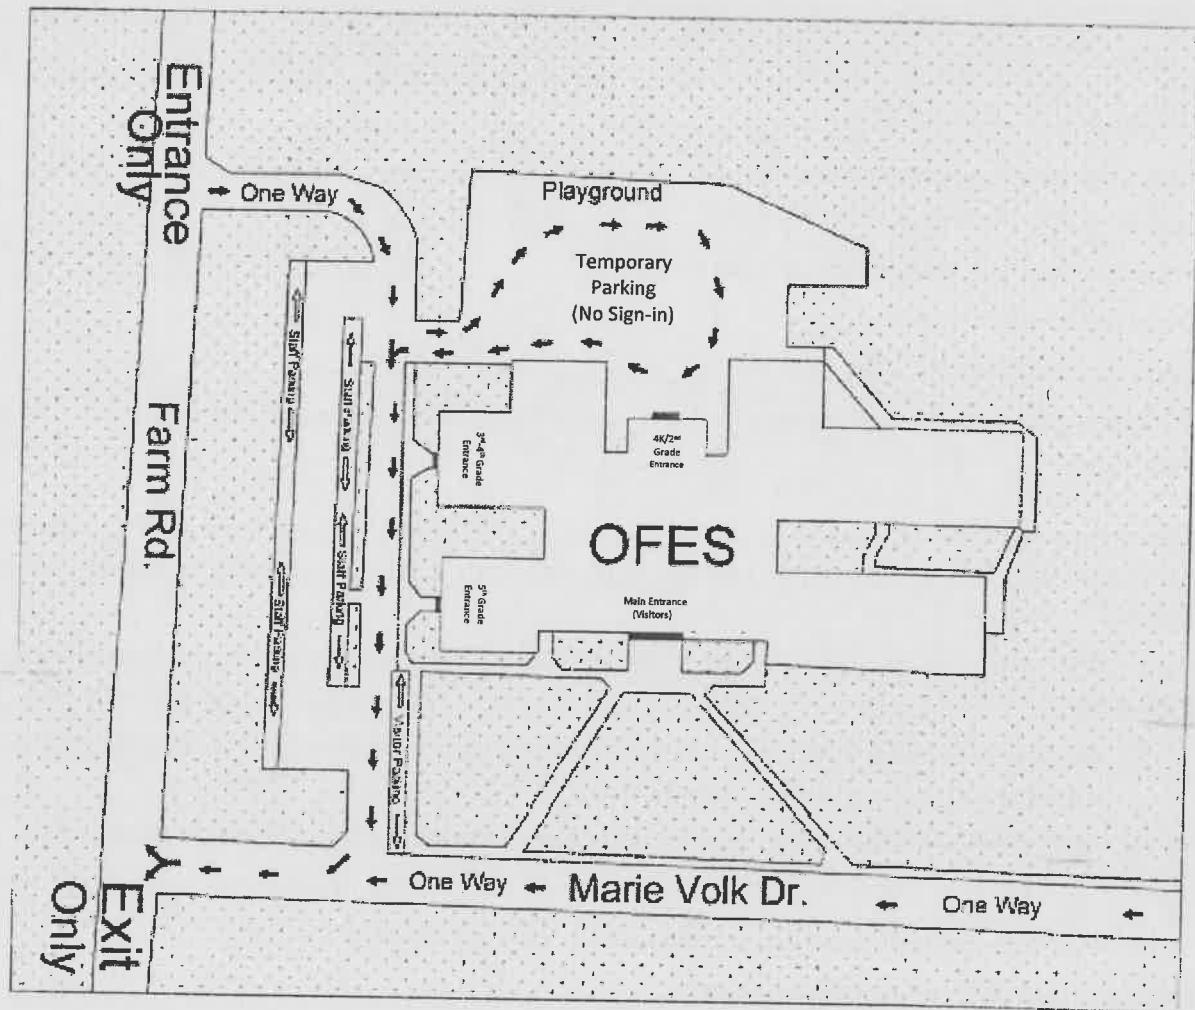 Entrance
Only
One Way
Playground
Temporary
Parking
(No Sign-in)
Staff Parking
Staff Parking
3rd-4th Grade
Entrance
4K/2nd
Grade
Entrance
Farm Rd.
OFES
Staff Parking
Staff Parking
5th Grade
Entrance
Main Entrance
(Visitors)
Visitor Parking
One Way
Marie Volk Dr.
One Way
Exit
Only